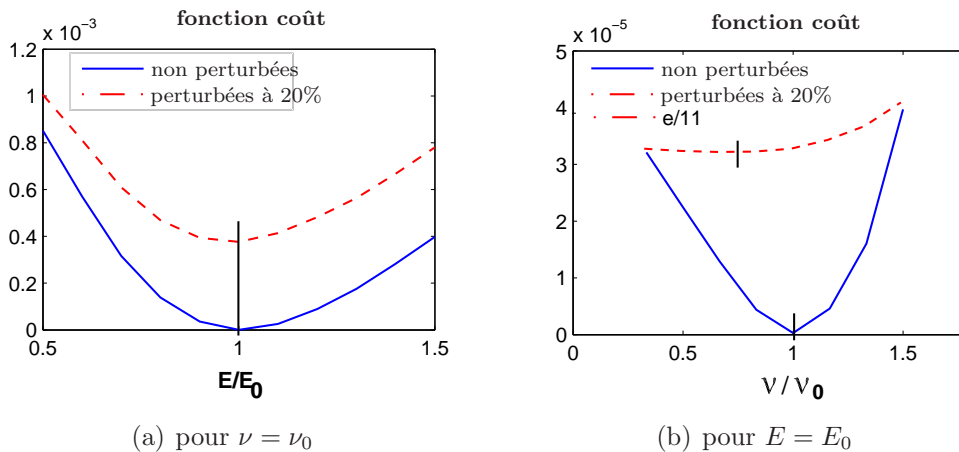 fonction coût
x 10⁻³
1.2
1
0.8
0.6
0.4
0.2
0
non perturbées
perturbées à 20%
0.5
1
1.5
E/E₀
(a) pour ν = ν₀
fonction coût
x 10⁻⁵
5
4
3
2
1
0
non perturbées
perturbées à 20%
e/11
0
0.5
1
1.5
ν/ν₀
(b) pour E = E₀